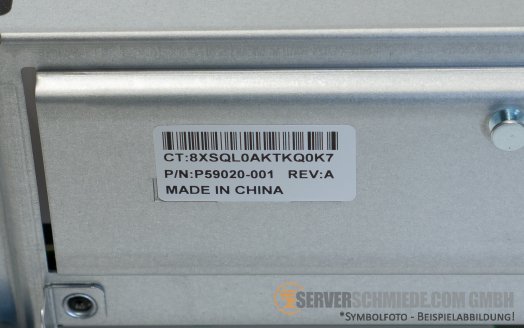 CT:8XSQL0AKTKQ0K7
P/N:P59020-001 REV:A
MADE IN CHINA
SERVERSCHMIEDE.COM GMBH
*SYMBOLFOTO - BEISPIELABBILDUNG!